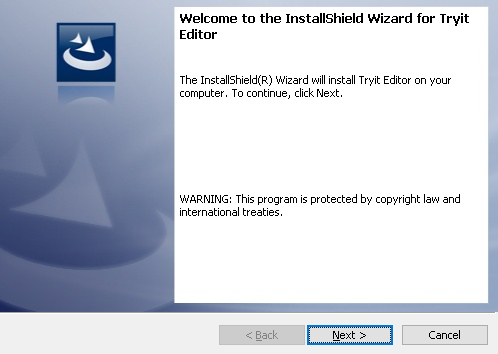 Welcome to the InstallShield Wizard for Tryit
Editor
The InstallShield(R) Wizard will install Tryit Editor on your
computer. To continue, click Next.
WARNING: This program is protected by copyright law and
international treaties.
< Back Next > Cancel